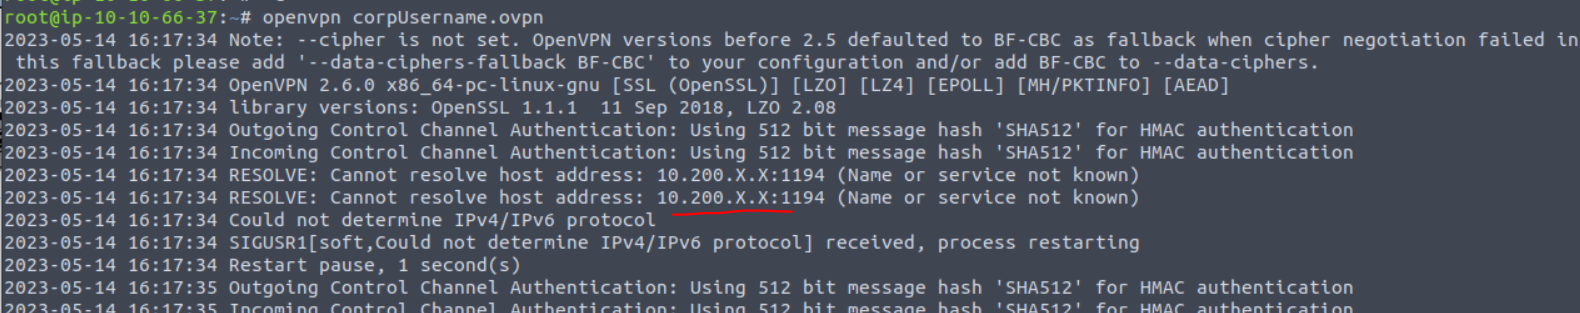 root@ip-10-10-66-37:~# openvpn corpUsername.ovpn
2023-05-14 16:17:34 Note: --cipher is not set. OpenVPN versions before 2.5 defaulted to BF-CBC as fallback when cipher negotiation failed in
this fallback please add '--data-ciphers-fallback BF-CBC' to your configuration and/or add BF-CBC to --data-ciphers.
2023-05-14 16:17:34 OpenVPN 2.6.0 x86_64-pc-linux-gnu [SSL (OpenSSL)] [LZO] [LZ4] [EPOLL] [MH/PKTINFO] [AEAD]
2023-05-14 16:17:34 library versions: OpenSSL 1.1.1  11 Sep 2018, LZO 2.08
2023-05-14 16:17:34 Outgoing Control Channel Authentication: Using 512 bit message hash 'SHA512' for HMAC authentication
2023-05-14 16:17:34 Incoming Control Channel Authentication: Using 512 bit message hash 'SHA512' for HMAC authentication
2023-05-14 16:17:34 RESOLVE: Cannot resolve host address: 10.200.X.X:1194 (Name or service not known)
2023-05-14 16:17:34 RESOLVE: Cannot resolve host address: 10.200.X.X:1194 (Name or service not known)
2023-05-14 16:17:34 Could not determine IPv4/IPv6 protocol
2023-05-14 16:17:34 SIGUSR1[soft,Could not determine IPv4/IPv6 protocol] received, process restarting
2023-05-14 16:17:34 Restart pause, 1 second(s)
2023-05-14 16:17:35 Outgoing Control Channel Authentication: Using 512 bit message hash 'SHA512' for HMAC authentication
2023-05-14 16:17:35 Incoming Control Channel Authentication: Using 512 bit message hash 'SHA512' for HMAC authentication